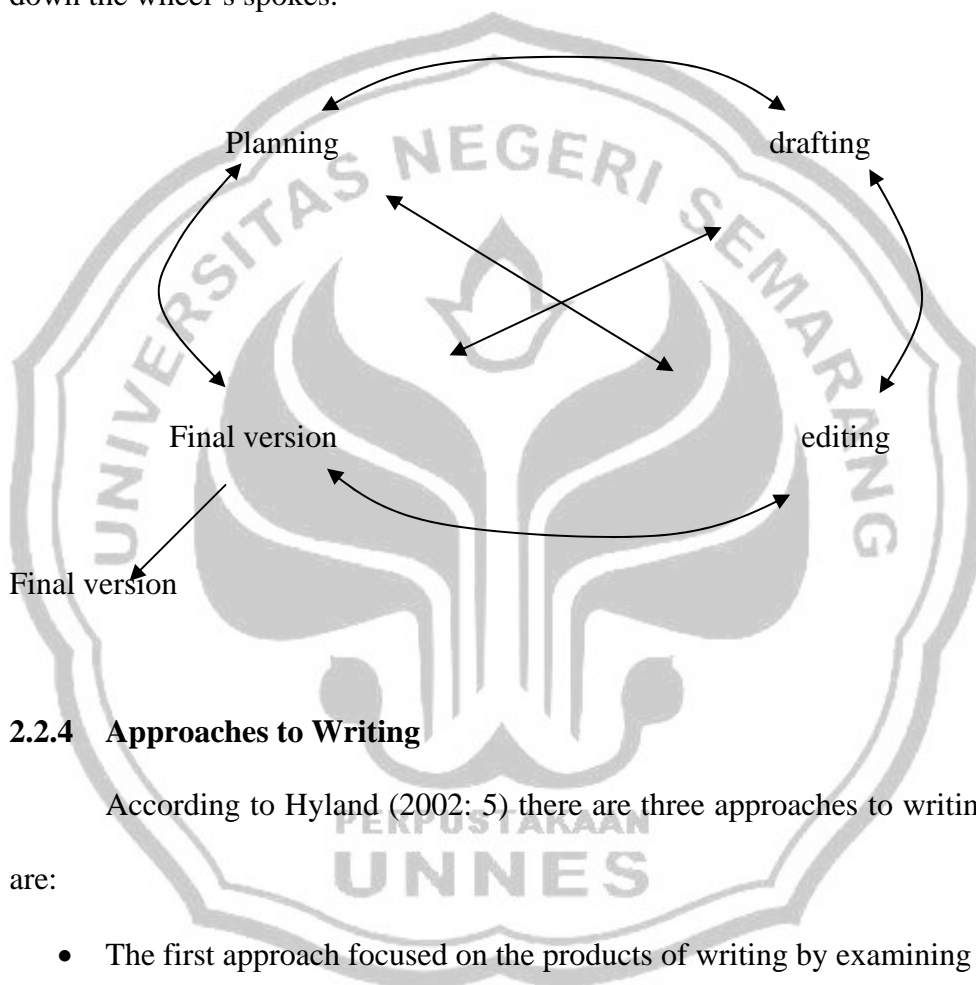 down the wheel's spokes.
Planning drafting
UNIVERSITAS NEGERI SEMARANG
Final version editing
Final version
2.2.4 Approaches to Writing
According to Hyland (2002: 5) there are three approaches to
PERPUSTAKAAN
are:
UNNES
• The first approach focused on the products of writing by examining